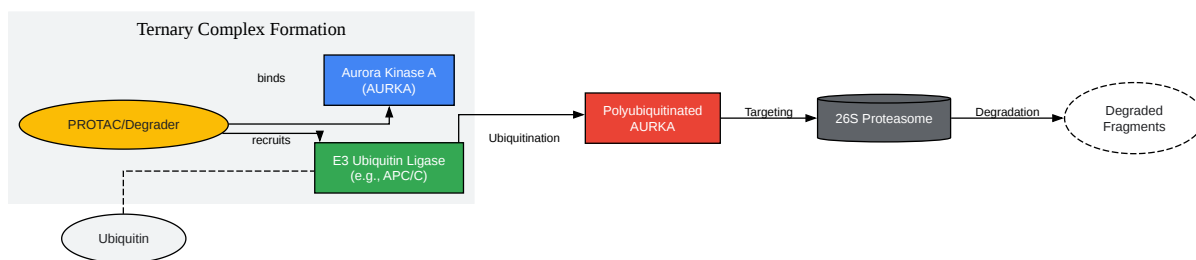 Ternary Complex Formation
binds
Aurora Kinase A
(AURKA)
PROTAC/Degrader
recruits
E3 Ubiquitin Ligase
(e.g., APC/C)
Ubiquitin
Ubiquitination
Polyubiquitinated
AURKA
Targeting
26S Proteasome
Degradation
Degraded
Fragments